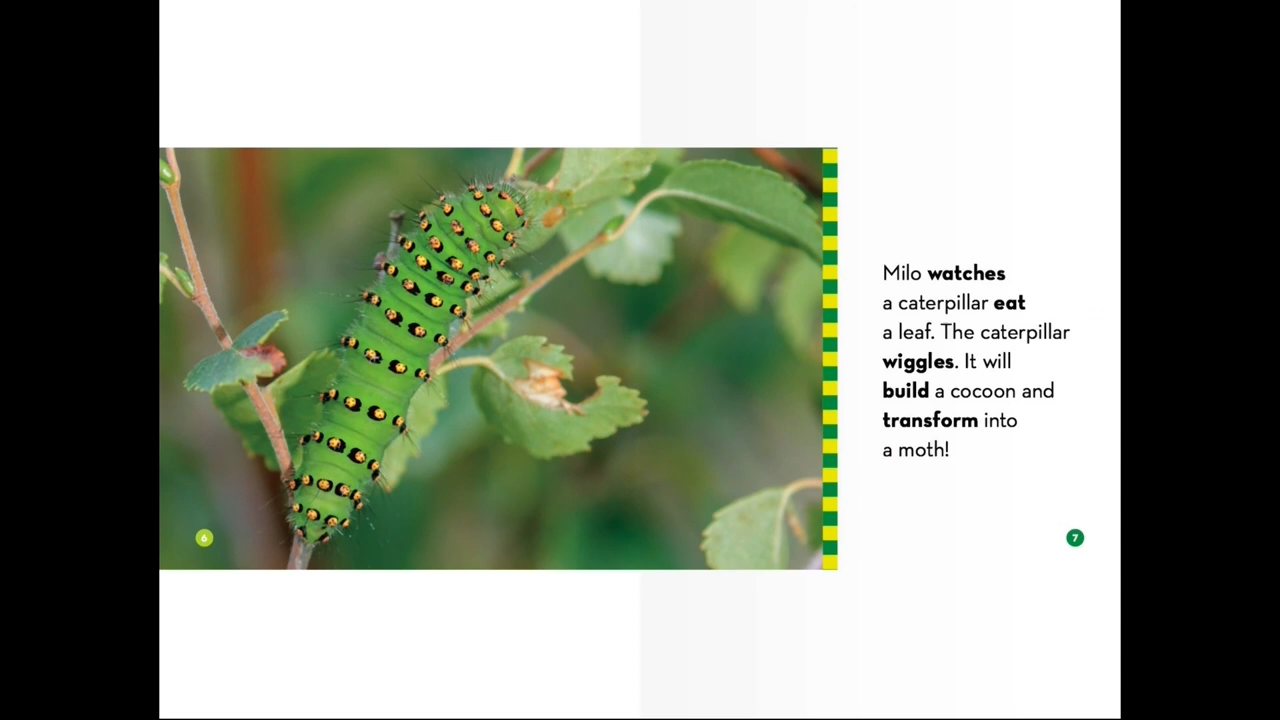 Milo watches
a caterpillar eat
a leaf. The caterpillar
wiggles. It will
build a cocoon and
transform into
a moth!
6
7